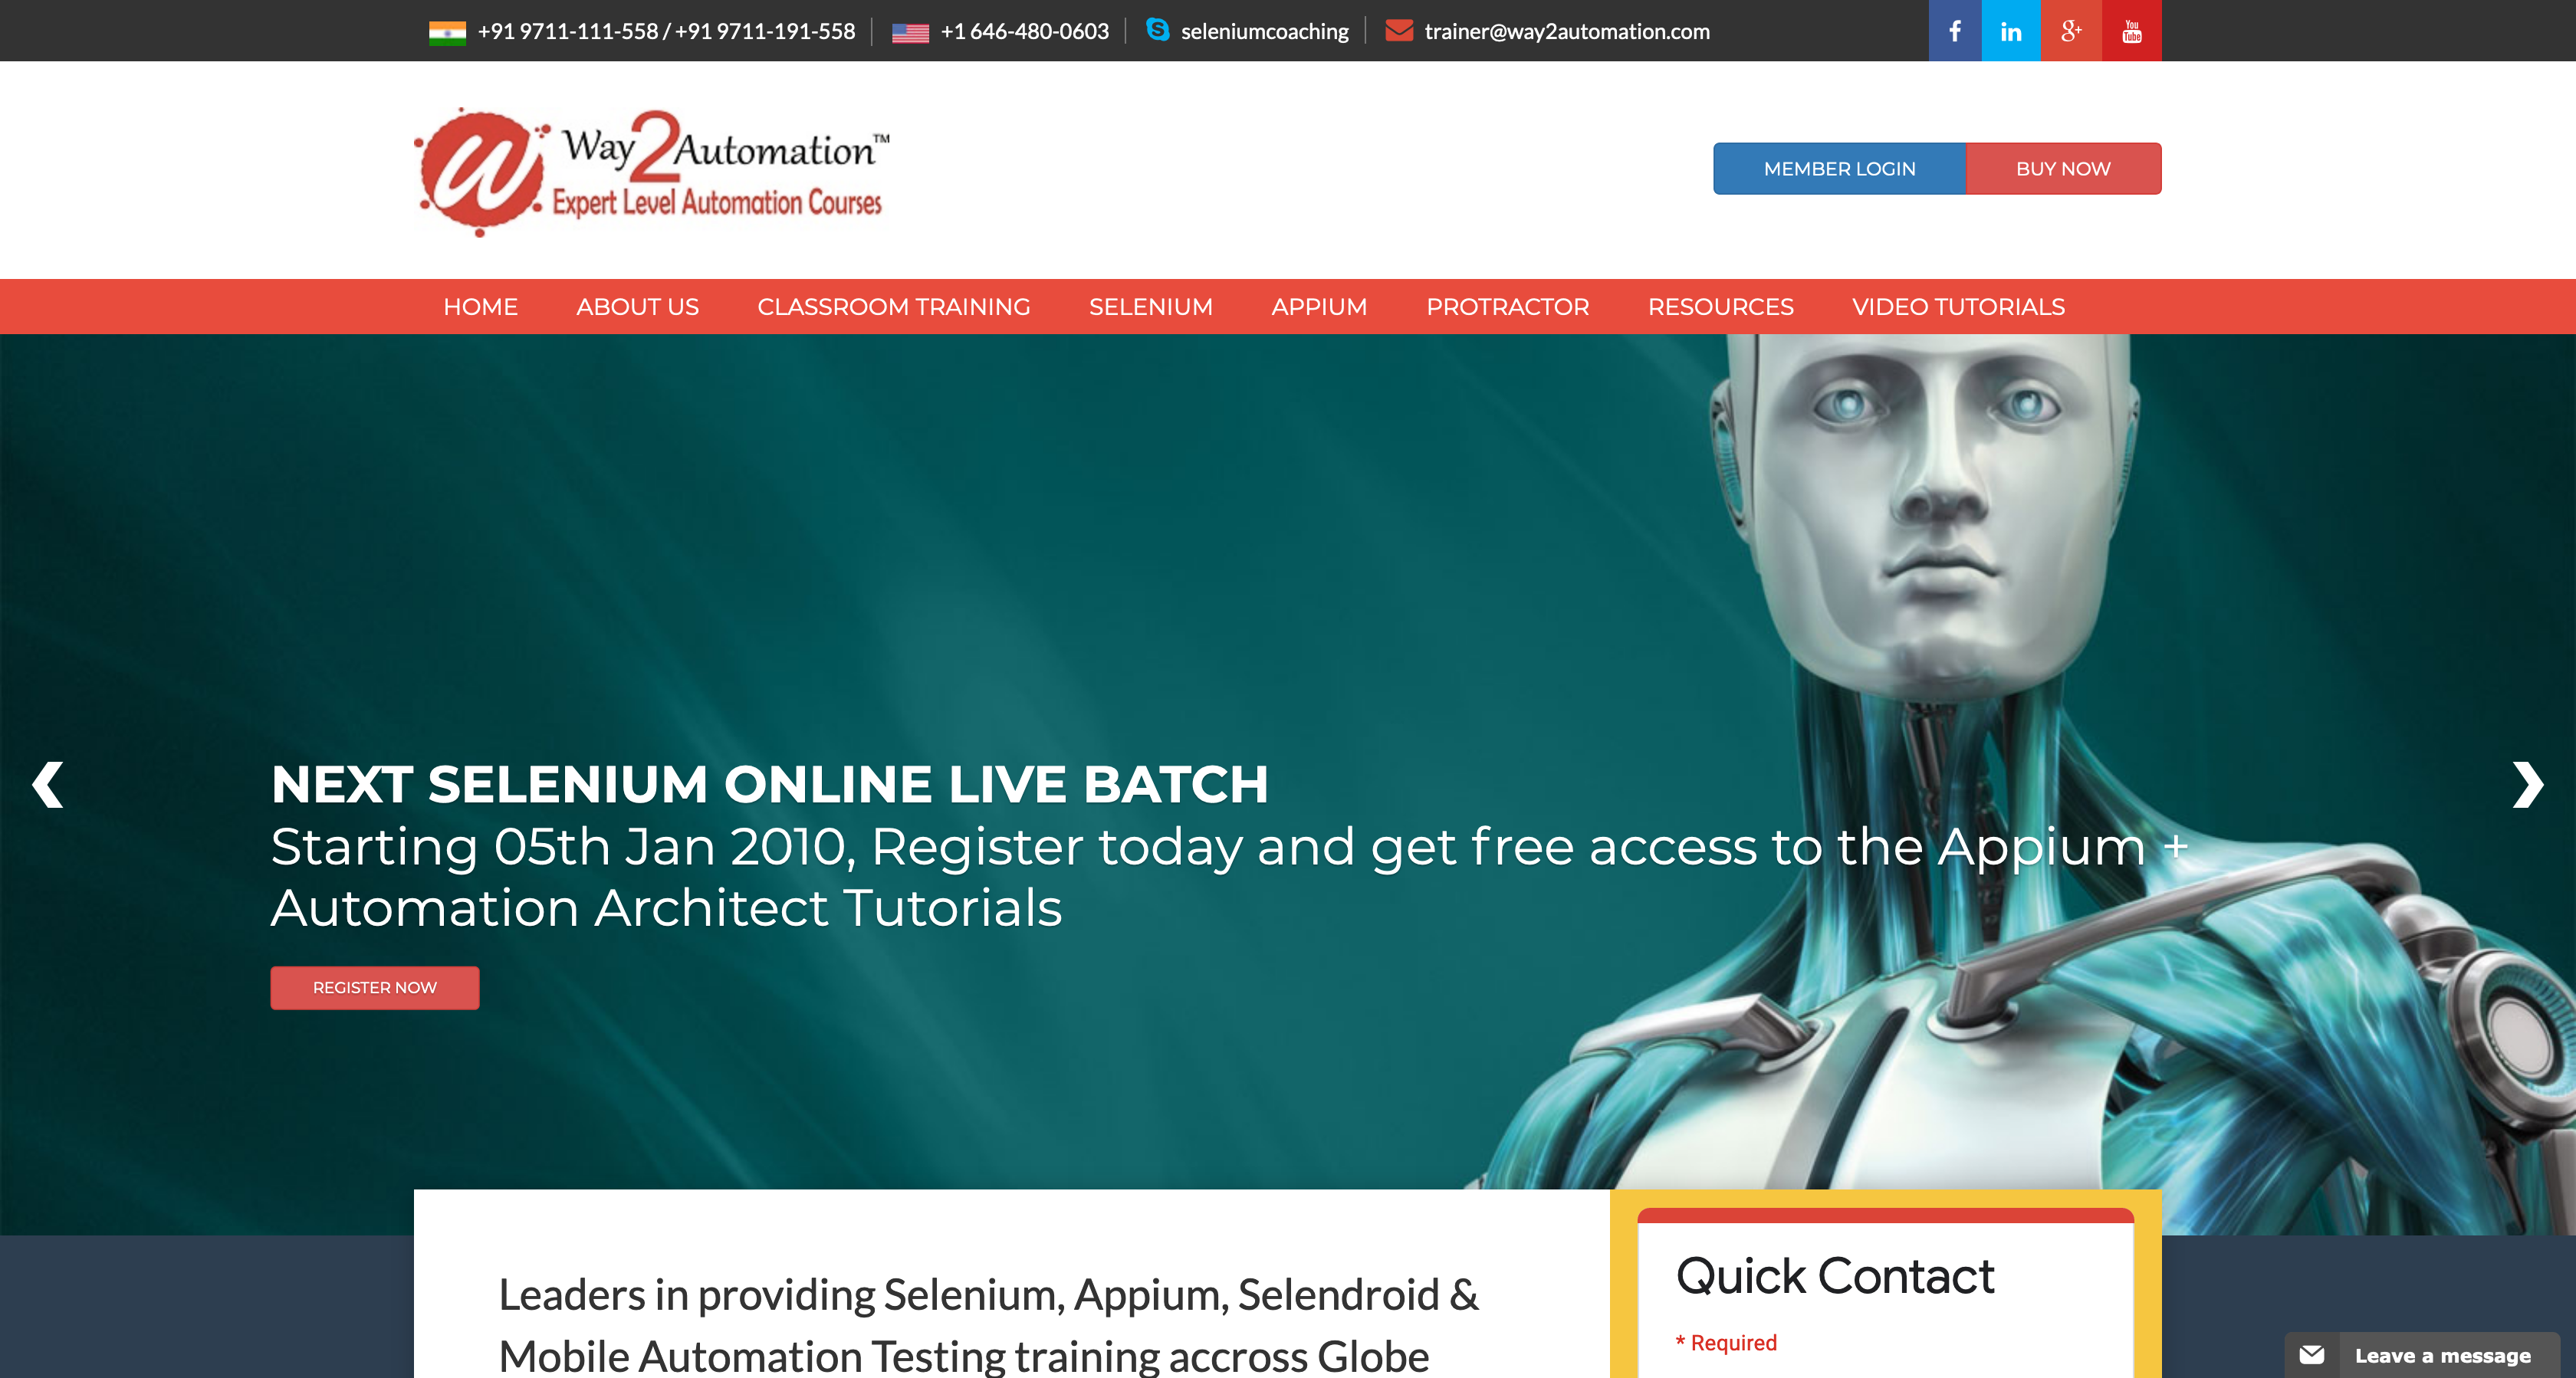 +91 9711-111-558 / +91 9711-191-558
+1 646-480-0603
seleniumcoaching
trainer@way2automation.com
f
in
g+
You
Tube
w
Way2Automation™
Expert Level Automation Courses
MEMBER LOGIN
BUY NOW
HOME
ABOUT US
CLASSROOM TRAINING
SELENIUM
APPIUM
PROTRACTOR
RESOURCES
VIDEO TUTORIALS
NEXT SELENIUM ONLINE LIVE BATCH
Starting 05th Jan 2010, Register today and get free access to the Appium +
Automation Architect Tutorials
REGISTER NOW
Leaders in providing Selenium, Appium, Selendroid &
Mobile Automation Testing training accross Globe
Quick Contact
* Required
Leave a message